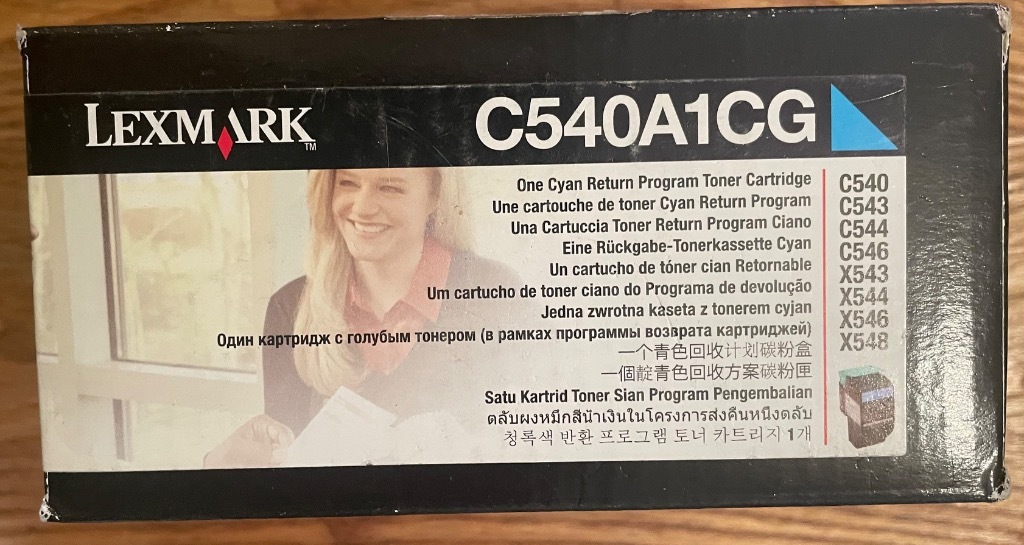 LEXMARK™
C540A1CG
One Cyan Return Program Toner Cartridge
Une cartouche de toner Cyan Return Program
Una Cartuccia Toner Return Program Ciano
Eine Rückgabe-Tonerkassette Cyan
Un cartucho de tóner cian Retornable
Um cartucho de toner ciano do Programa de devolução
Jedna zwrotna kaseta z tonerem cyjan
Один картридж с голубым тонером (в рамках программы возврата картриджей)
一个青色回收计划碳粉盒
一個靛青色回收方案碳粉匣
Satu Kartrid Toner Sian Program Pengembalian
ตลับผงหมึกสีน้ำเงินในโครงการส่งคืนหนึ่งตลับ
청록색 반환 프로그램 토너 카트리지 1개
C540
C543
C544
C546
X543
X544
X546
X548